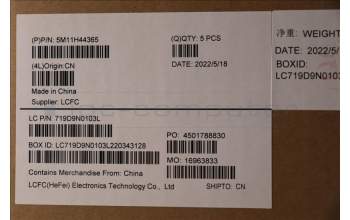 (P)P/N: 5M11H44365
(Q)QTY: 5 PCS
(4L)Origin:CN
DATE: 2022/5/18
Made in China
Supplier: LCFC
净重: WEIGHT
DATE: 2022/5/
BOXID:
LC719D9N0103
LC P/N: 719D9N0103L
PO: 4501788830
BOX ID: LC719D9N0103L220343128
MO: 16963833
Contains Merchandise From: China
LCFC(HeFei) Electronics Technology Co., Ltd
SHIPTO: CN